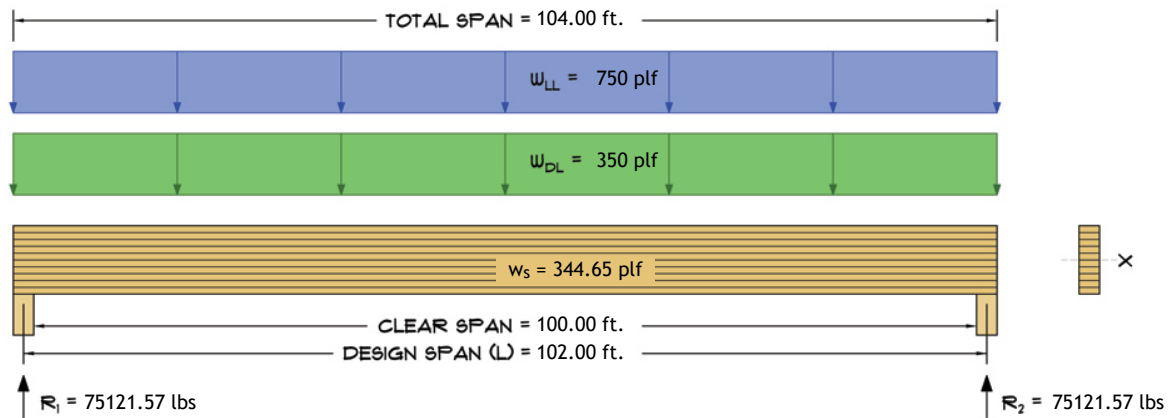 TOTAL SPAN = 104.00 ft.
wLL = 750 plf
wDL = 350 plf
wS = 344.65 plf
X
CLEAR SPAN = 100.00 ft.
DESIGN SPAN (L) = 102.00 ft.
R1 = 75121.57 lbs
R2 = 75121.57 lbs